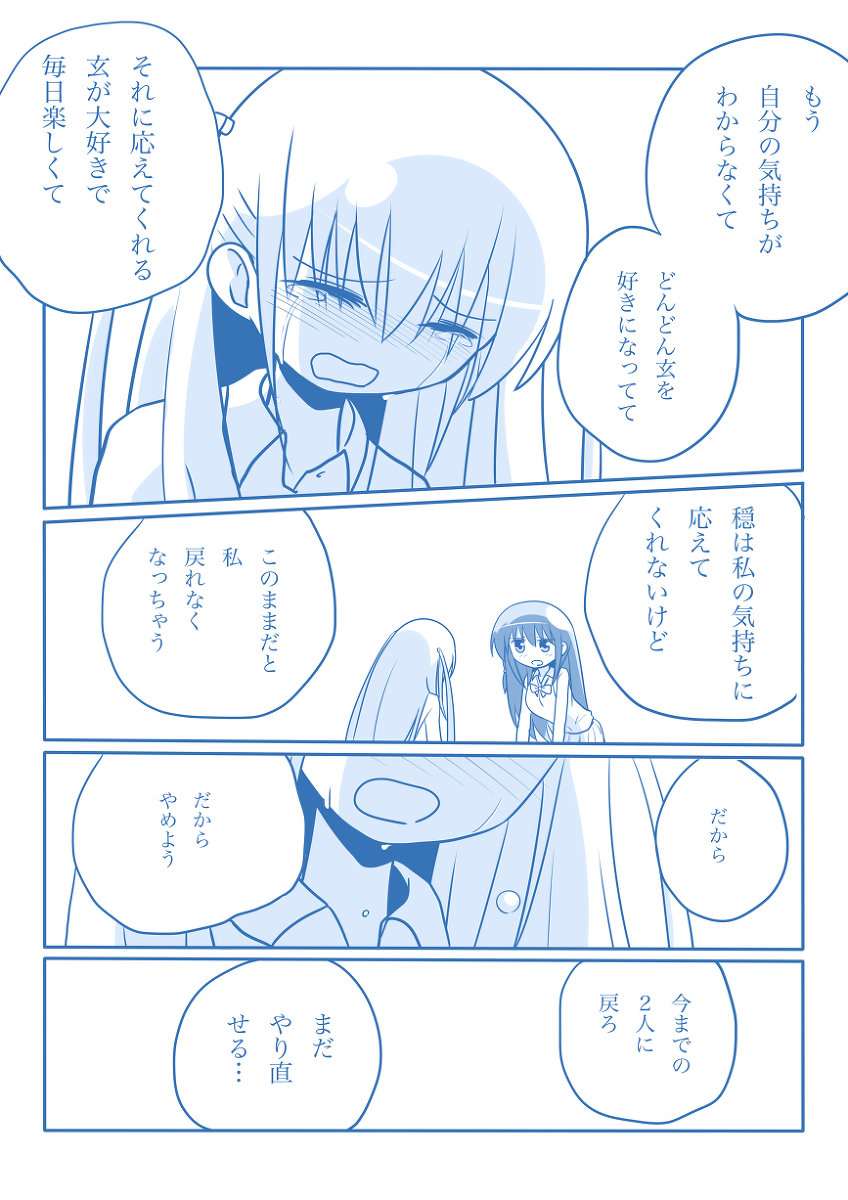 もう
自分の気持ちが
わからなくて
どんどん玄を
好きになってて
それに応えてくれる
玄が大好きで
毎日楽しくて
穏は私の気持ちに
応えて
くれないけど
このままだと
私
戻れなく
なっちゃう
だから
だから
やめよう
今までの
２人に
戻ろ
まだ
やり直
せる…